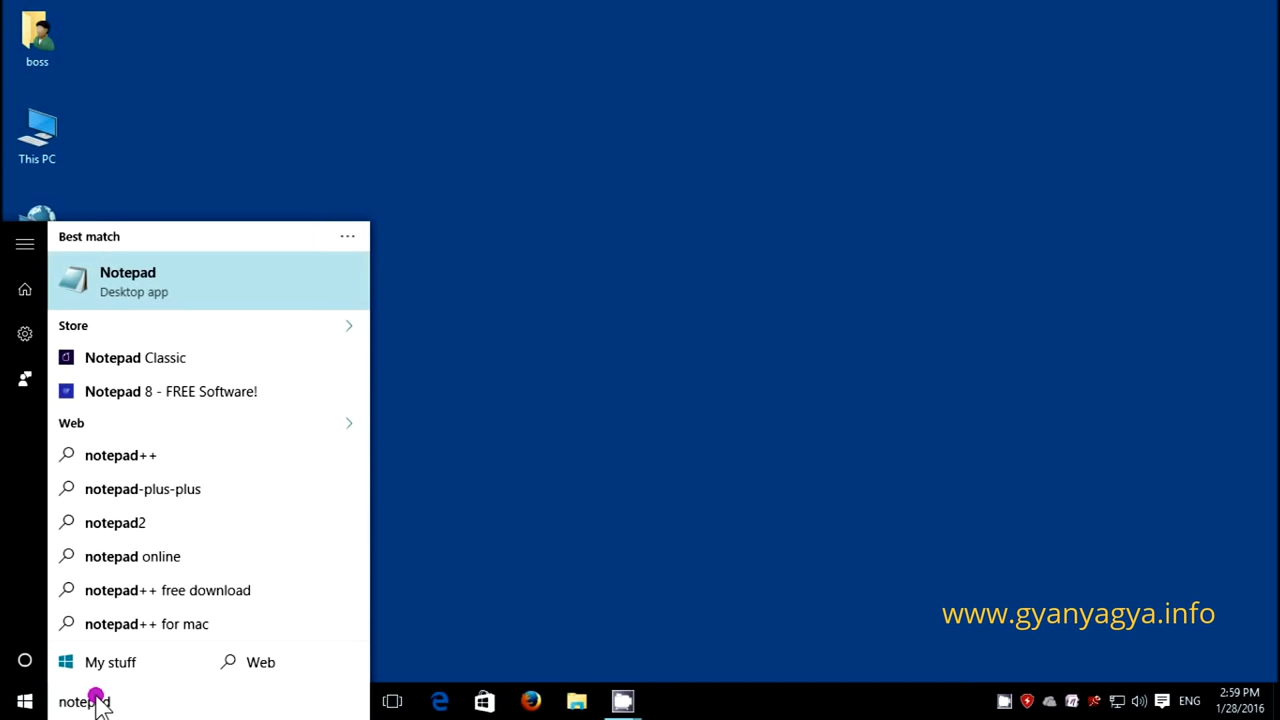 boss
This PC
Best match
Notepad
Desktop app
Store
Notepad Classic
Notepad 8 - FREE Software!
Web
notepad++
notepad-plus-plus
notepad2
notepad online
notepad++ free download
notepad++ for mac
My stuff Web
notepad
www.gyanyagya.info
ENG
2:59 PM
1/28/2016